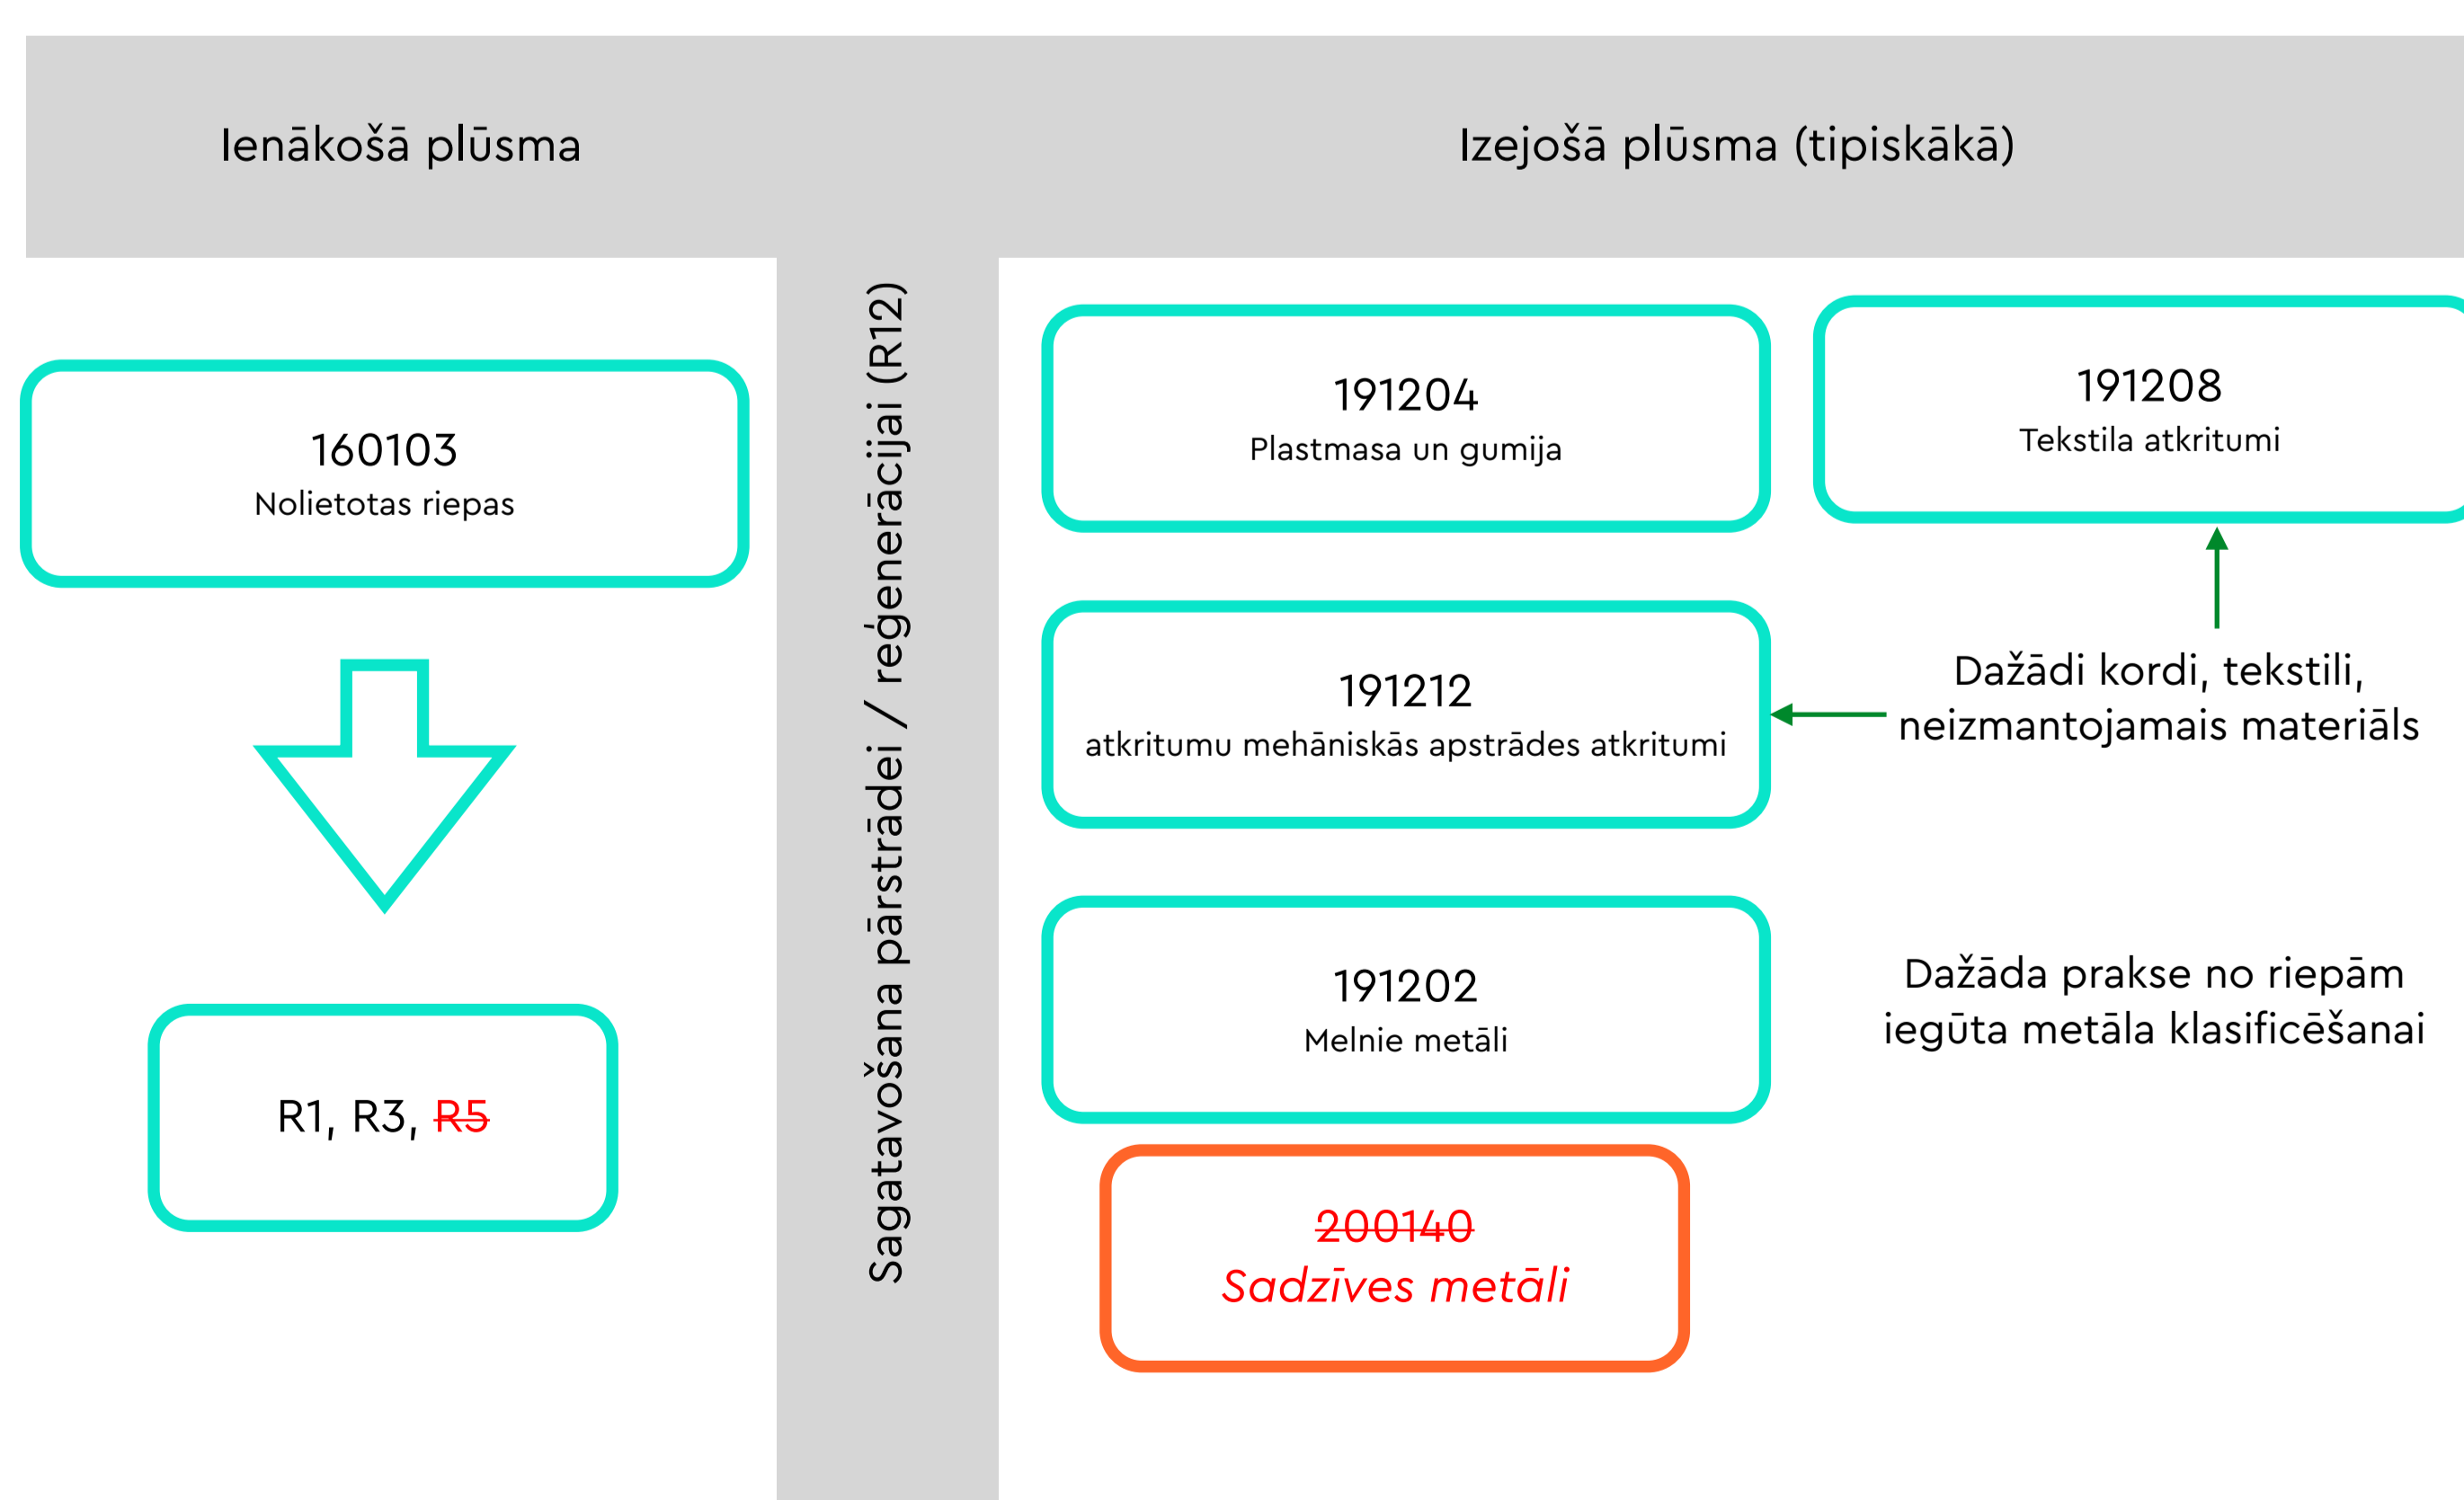 Ienākošā plūsma
Izejošā plūsma (tipiskākā)
160103
Nolietotas riepas
R1, R3, R5
Sagatavošana pārstrādei / reģenerācijai (R12)
191204
Plastmasa un gumija
191208
Tekstila atkritumi
191212
atkritumu mehāniskās apstrādes atkritumi
Dažādi kordi, tekstili,
neizmantojamais materiāls
191202
Melnie metāli
Dažāda prakse no riepām
iegūta metāla klasificēšanai
200140
Sadzīves metāli